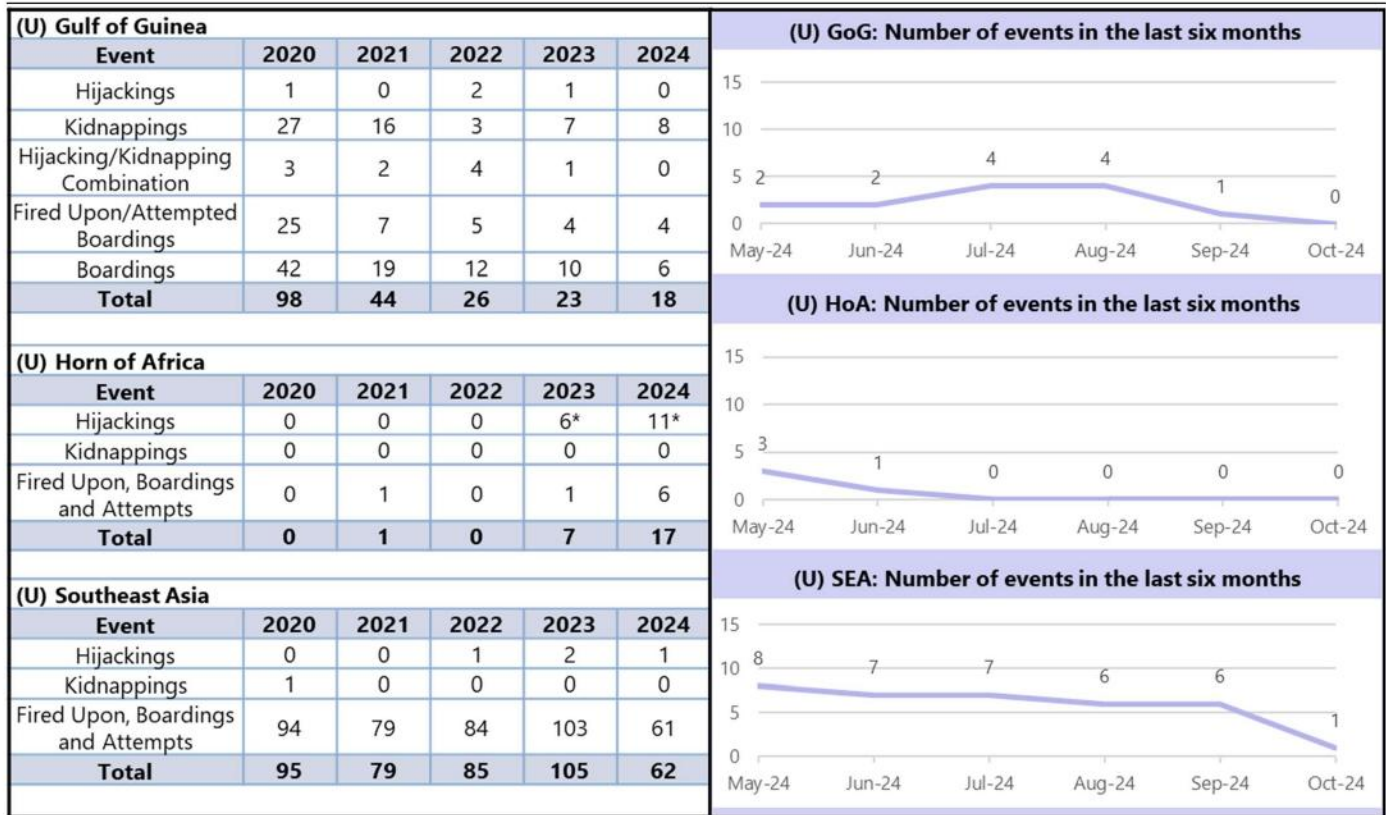 (U) Gulf of Guinea
Event 2020 2021 2022 2023 2024
Hijackings 1 0 2 1 0
Kidnappings 27 16 3 7 8
Hijacking/Kidnapping
Combination 3 2 4 1 0
Fired Upon/Attempted
Boardings 25 7 5 4 4
Boardings 42 19 12 10 6
Total 98 44 26 23 18
(U) Horn of Africa
Event 2020 2021 2022 2023 2024
Hijackings 0 0 0 6* 11*
Kidnappings 0 0 0 0 0
Fired Upon, Boardings
and Attempts 0 1 0 1 6
Total 0 1 0 7 17
(U) Southeast Asia
Event 2020 2021 2022 2023 2024
Hijackings 0 0 1 2 1
Kidnappings 1 0 0 0 0
Fired Upon, Boardings
and Attempts 94 79 84 103 61
Total 95 79 85 105 62
(U) GoG: Number of events in the last six months
15
10
5
0
2 2 4 4 1 0
May-24 Jun-24 Jul-24 Aug-24 Sep-24 Oct-24
(U) HoA: Number of events in the last six months
15
10
5
0
3 1 0 0 0 0
May-24 Jun-24 Jul-24 Aug-24 Sep-24 Oct-24
(U) SEA: Number of events in the last six months
15
10
5
0
8 7 7 6 6 1
May-24 Jun-24 Jul-24 Aug-24 Sep-24 Oct-24